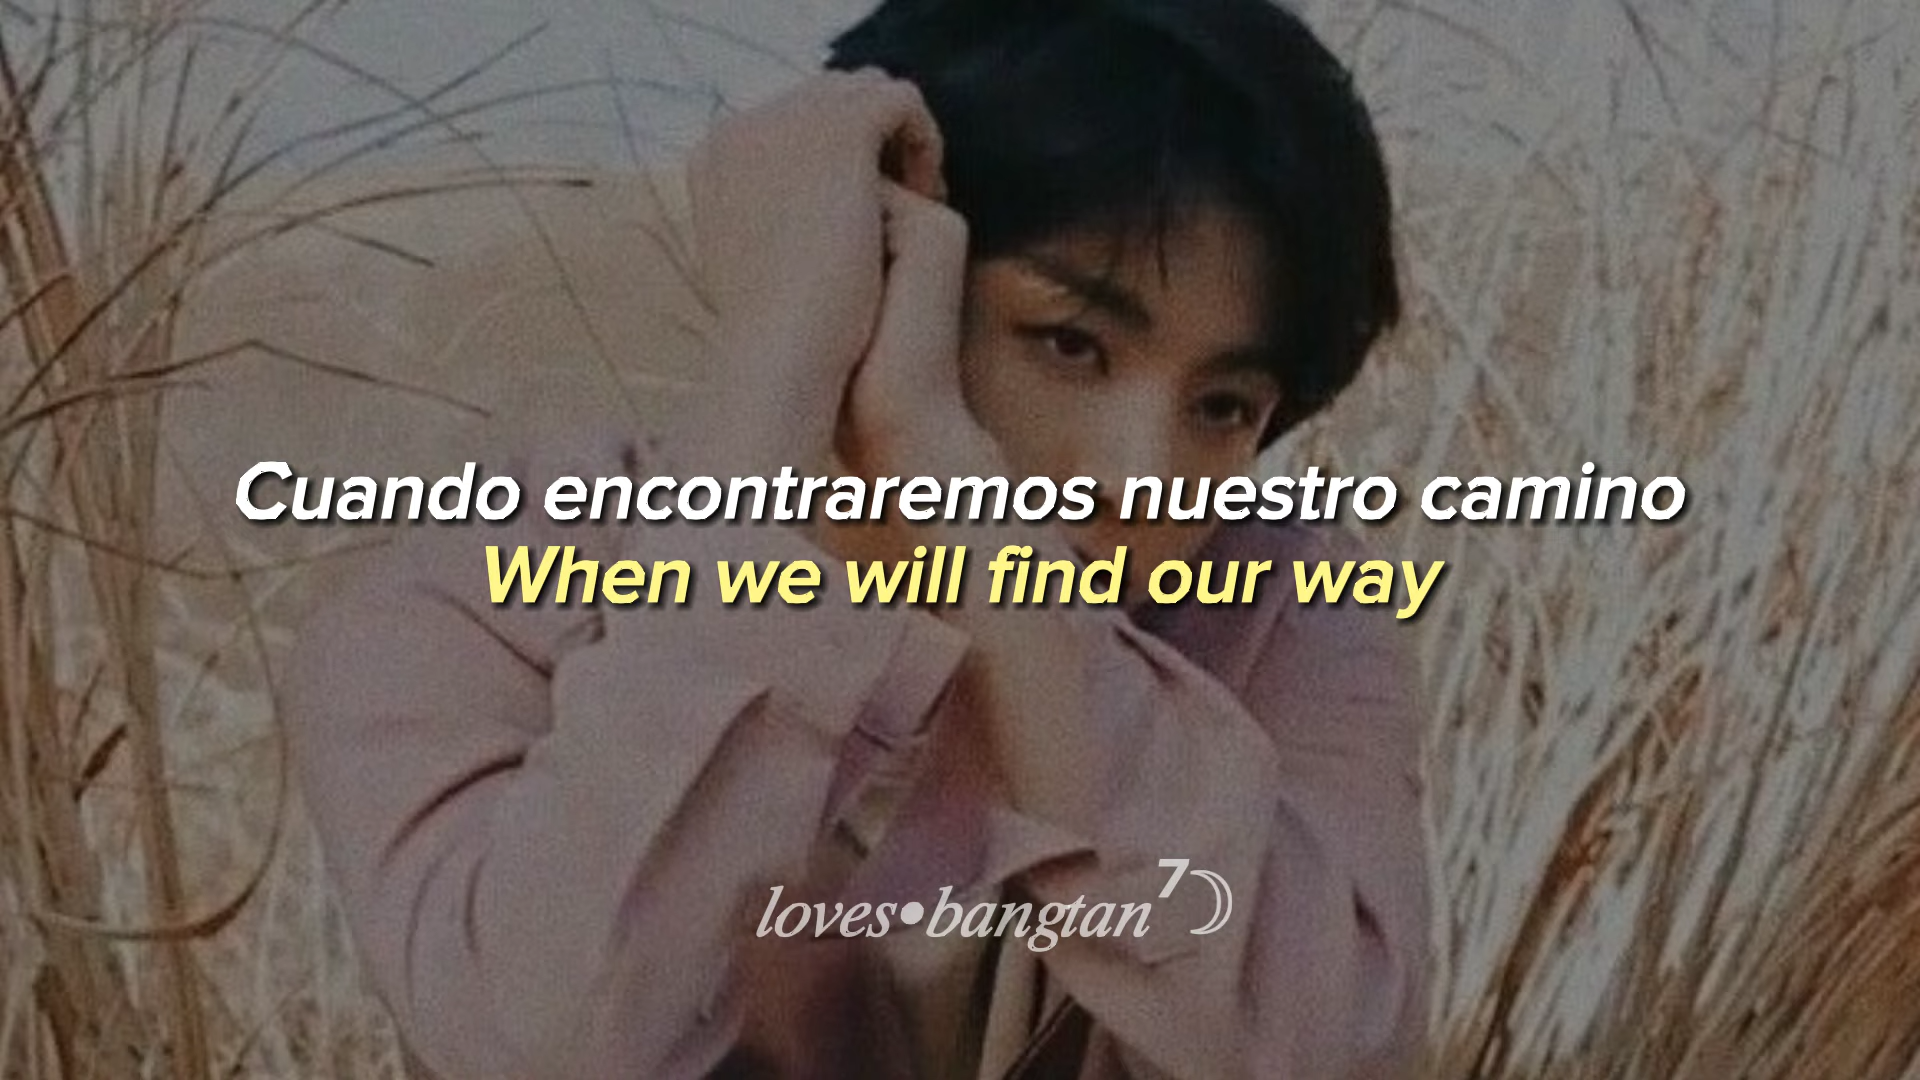 Cuando encontraremos nuestro camino
When we will find our way
loves•bangtan⁷☽